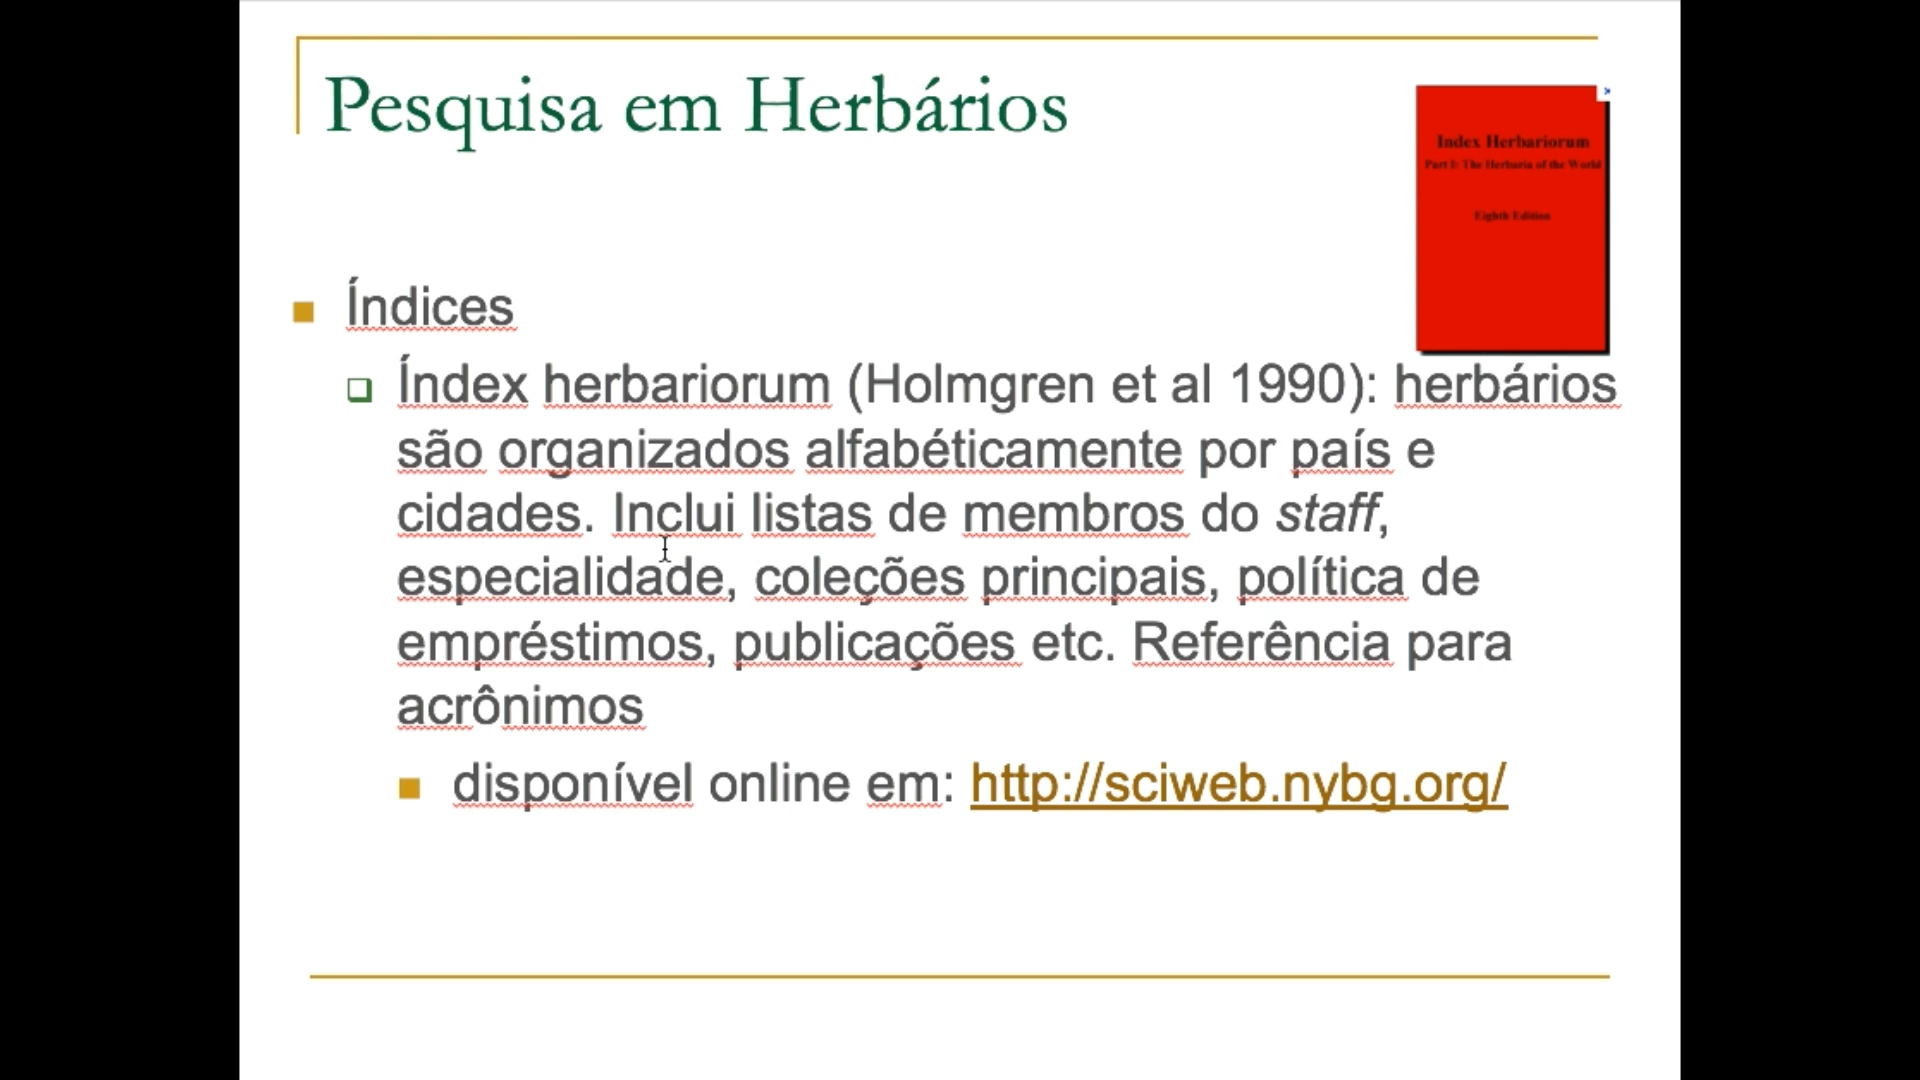 Pesquisa em Herbários
Index Herbariorum
Part I: The Herbaria of the World
Eighth Edition
Índices
Índex herbariorum (Holmgren et al 1990): herbários
são organizados alfabéticamente por país e
cidades. Inclui listas de membros do staff,
especialidade, coleções principais, política de
empréstimos, publicações etc. Referência para
acrônimos
disponível online em: http://sciweb.nybg.org/